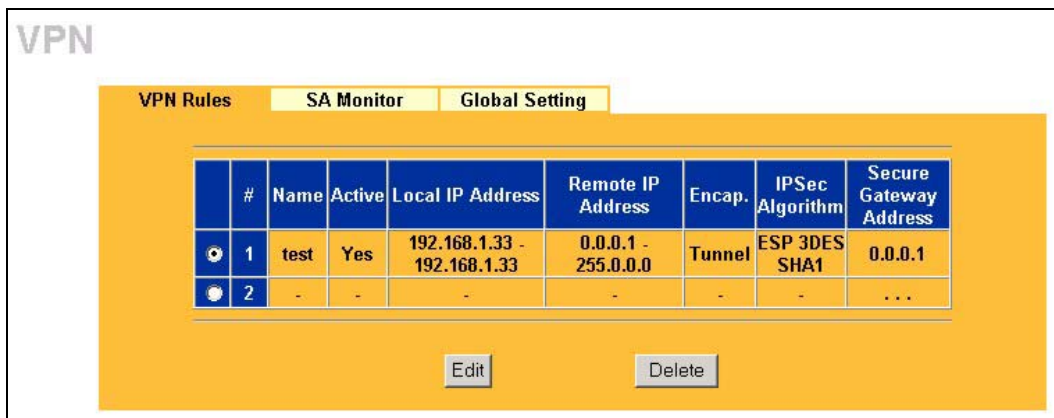 VPN
VPN Rules SA Monitor Global Setting
# Name Active Local IP Address Remote IP Address Encap. IPSec Algorithm Secure Gateway Address
1 test Yes 192.168.1.33 - 192.168.1.33 0.0.0.1 - 255.0.0.0 Tunnel ESP 3DES SHA1 0.0.0.1
2 - - - - - - . . .
Edit Delete